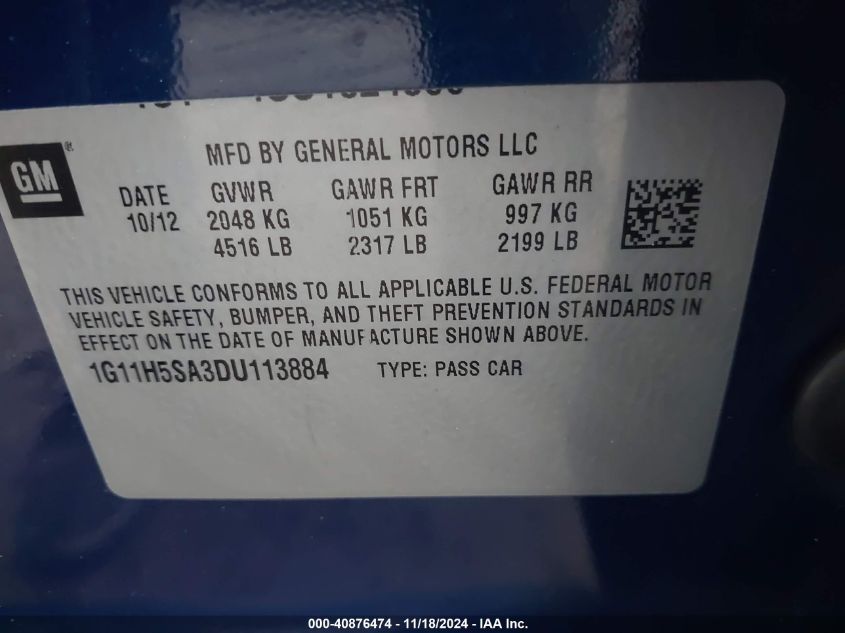 GM
MFD BY GENERAL MOTORS LLC
DATE GVWR GAWR FRT GAWR RR
10/12 2048 KG 1051 KG 997 KG
4516 LB 2317 LB 2199 LB
THIS VEHICLE CONFORMS TO ALL APPLICABLE U.S. FEDERAL MOTOR
VEHICLE SAFETY, BUMPER, AND THEFT PREVENTION STANDARDS IN
EFFECT ON THE DATE OF MANUFACTURE SHOWN ABOVE.
1G11H5SA3DU113884 TYPE: PASS CAR
000-40876474 - 11/18/2024 - IAA Inc.